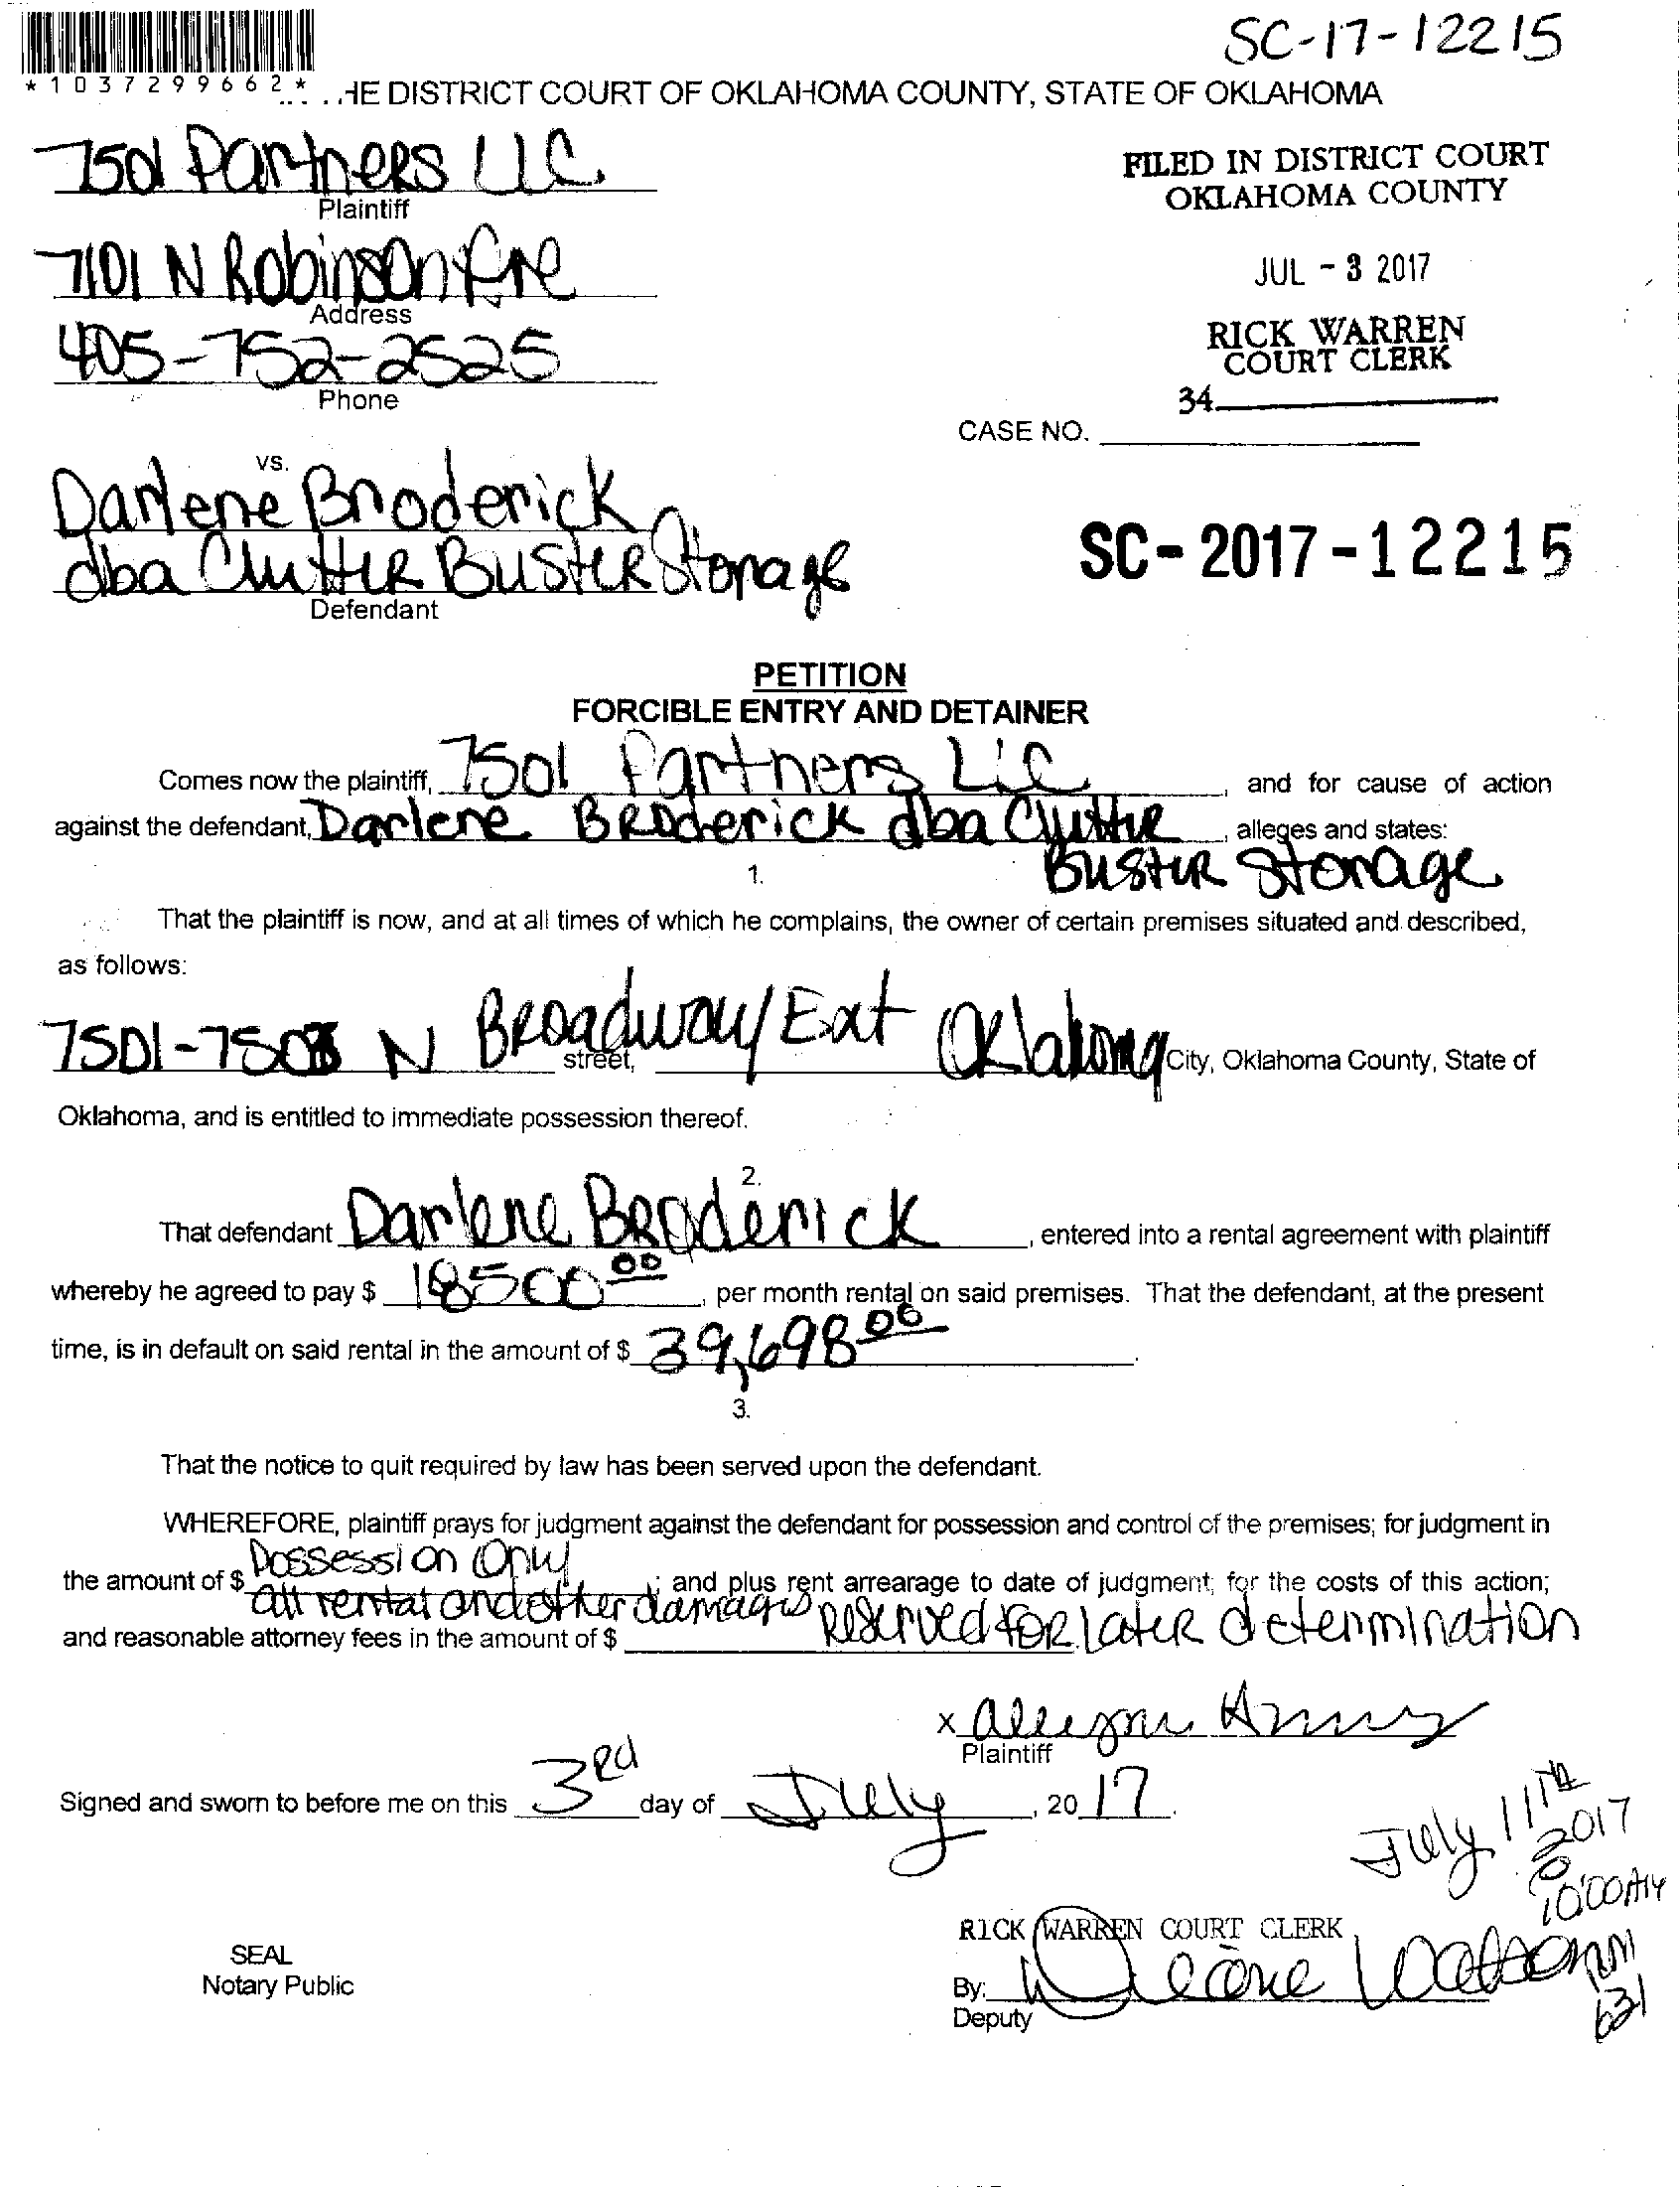 SC-17-12215
*1037299662*
HE DISTRICT COURT OF OKLAHOMA COUNTY, STATE OF OKLAHOMA
7501 Partners LLC
Plaintiff
FILED IN DISTRICT COURT
OKLAHOMA COUNTY
7101 N Robinson Ave
Address
JUL - 3 2017
405-752-2525
Phone
RICK WARREN
COURT CLERK
34
CASE NO.
vs.
Darlene Broderick
dba Clutter Buster Storage
Defendant
SC-2017-12215
PETITION
FORCIBLE ENTRY AND DETAINER
Comes now the plaintiff, 7501 Partners LLC, and for cause of action
against the defendant, Darlene Broderick dba Clutter, alleges and states:
Buster Storage
1.
That the plaintiff is now, and at all times of which he complains, the owner of certain premises situated and described,
as follows:
7501-7503 N Broadway Ext Oklahoma City, Oklahoma County, State of
street,
Oklahoma, and is entitled to immediate possession thereof.
2.
That defendant Darlene Broderick, entered into a rental agreement with plaintiff
whereby he agreed to pay $ 18500 00, per month rental on said premises. That the defendant, at the present
time, is in default on said rental in the amount of $ 39,698 00.
3.
That the notice to quit required by law has been served upon the defendant.
WHEREFORE, plaintiff prays for judgment against the defendant for possession and control of the premises; for judgment in
Possession Only
the amount of $ ; and plus rent arrearage to date of judgment; for the costs of this action;
all rental and other damages Reserved for later determination
and reasonable attorney fees in the amount of $
x
Plaintiff
Signed and sworn to before me on this 3rd day of July, 2017.
July 11th
2017
@
10:00AM
RM
631
RICK WARREN COURT CLERK
SEAL
Notary Public
By:
Deputy